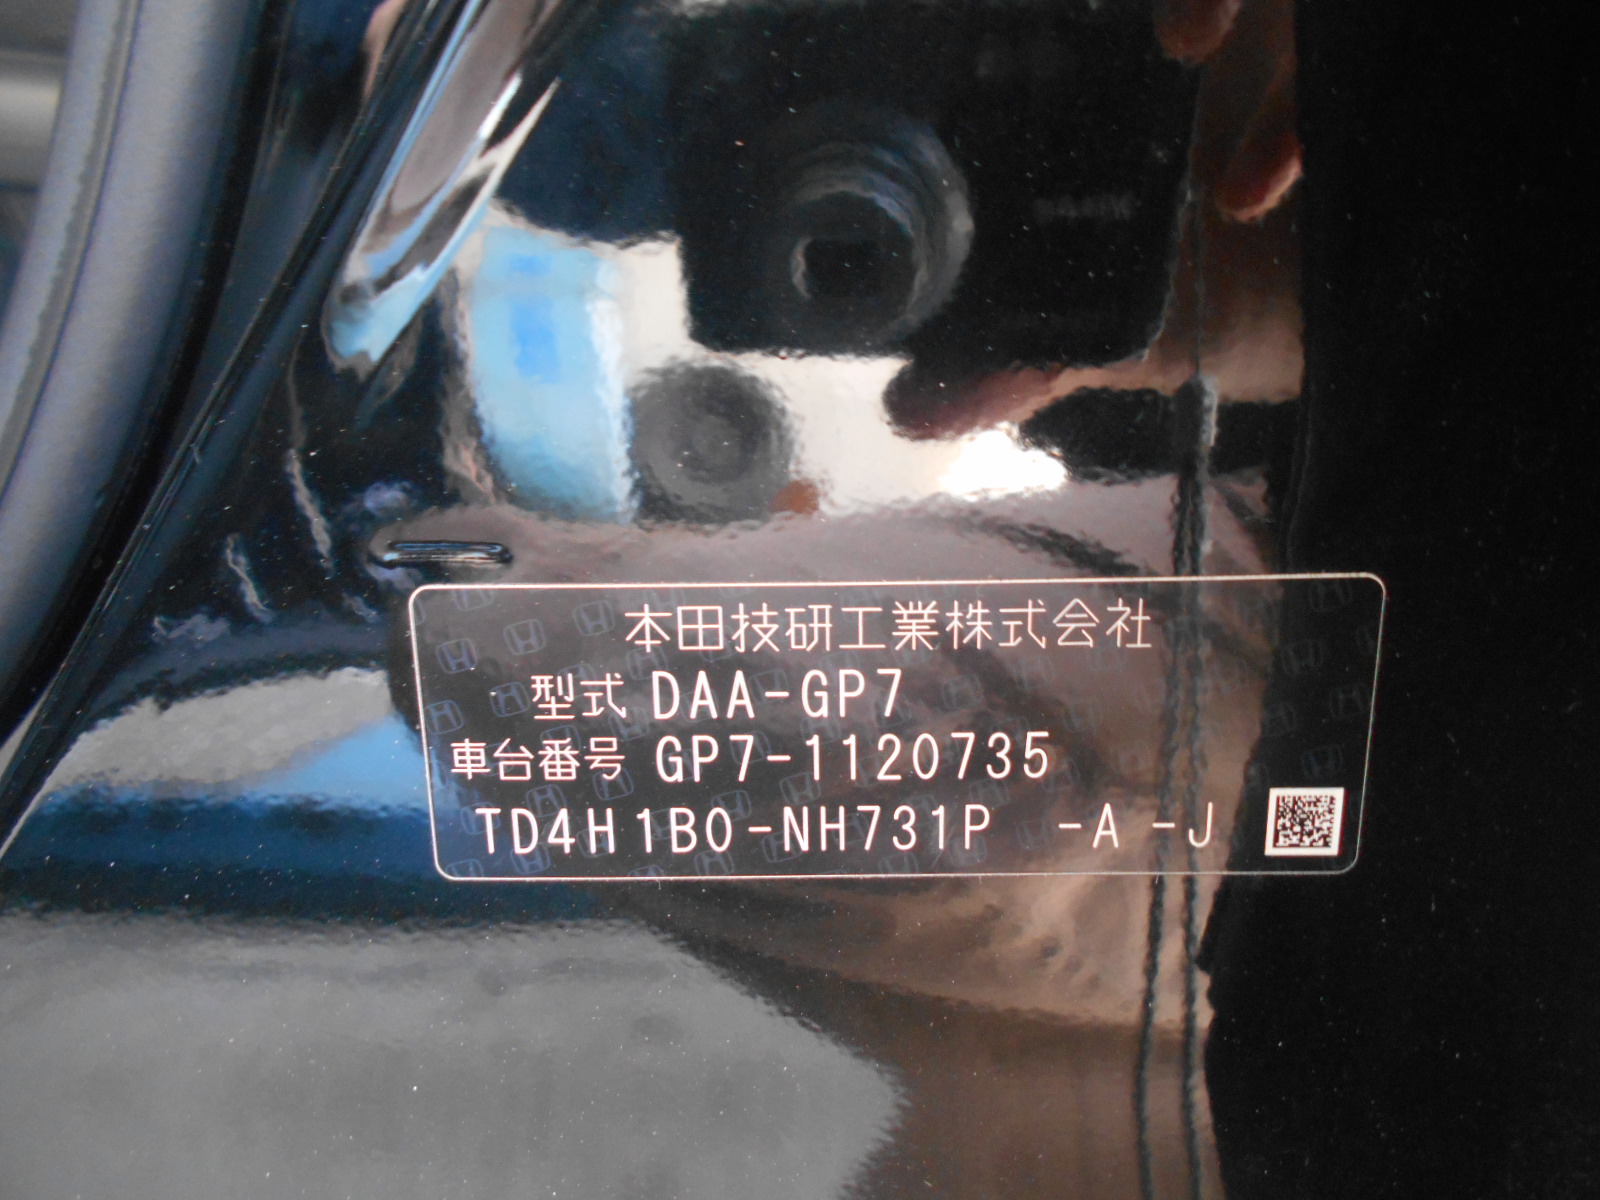 本田技研工業株式会社
型式 DAA-GP7
車台番号 GP7-1120735
TD4H1B0-NH731P -A -J